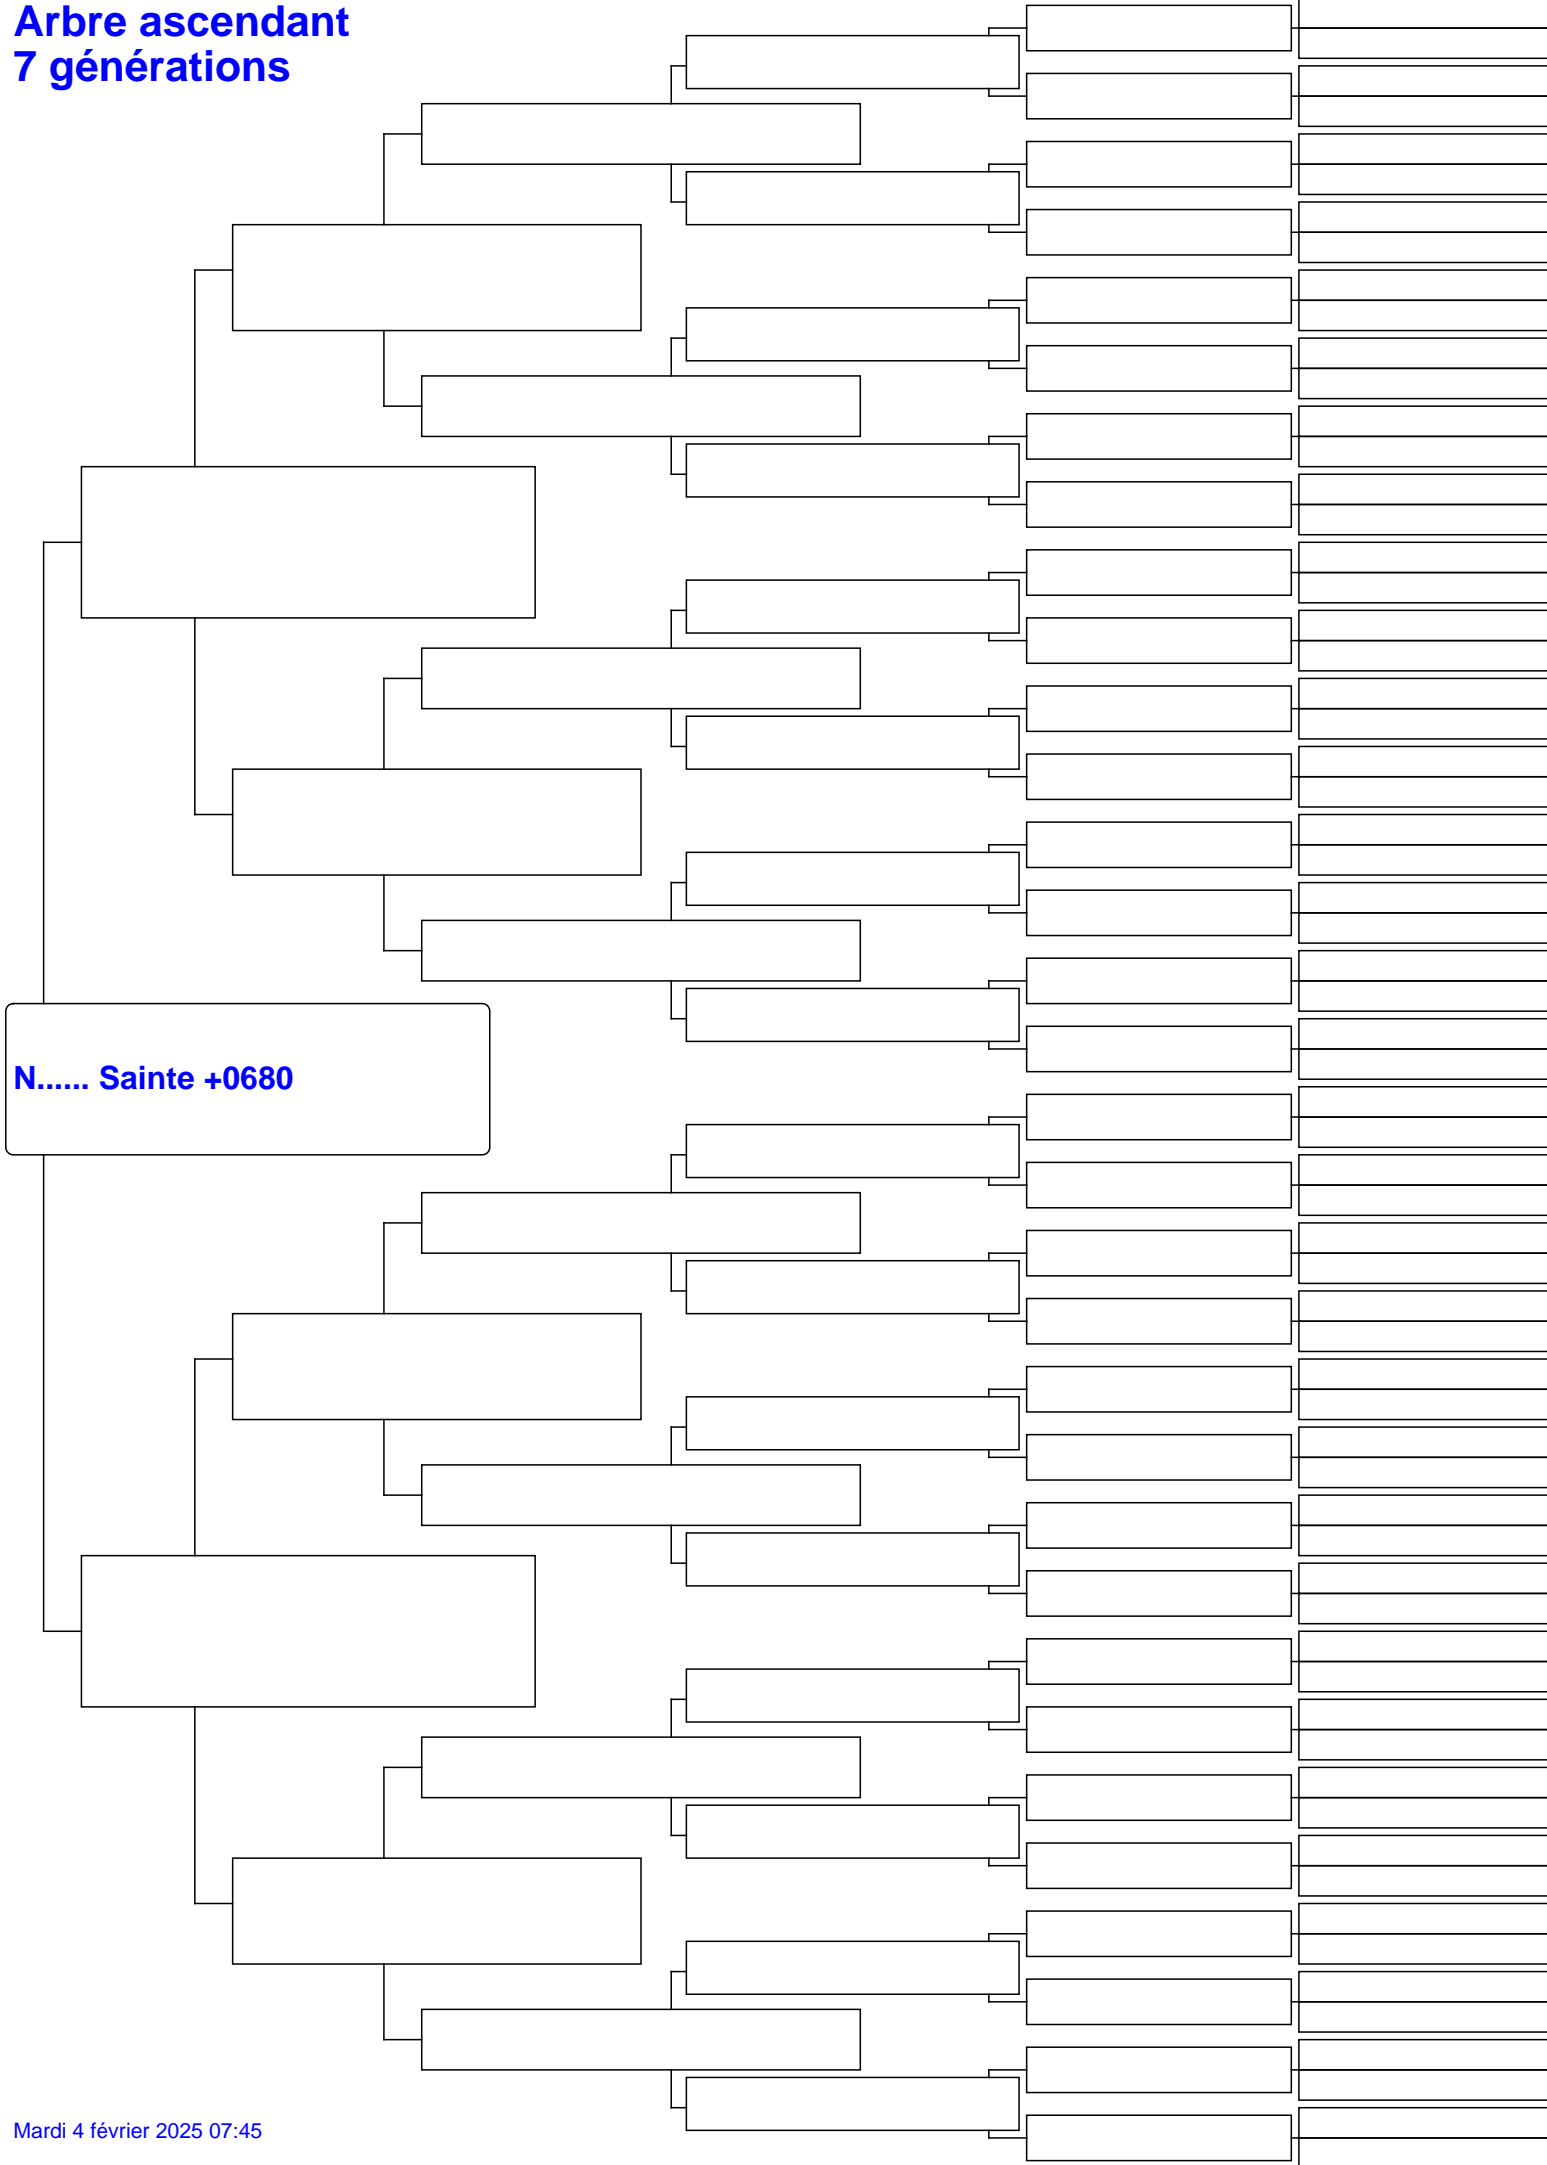 Arbre ascendant
7 générations
N...... Sainte +0680
Mardi 4 février 2025 07:45